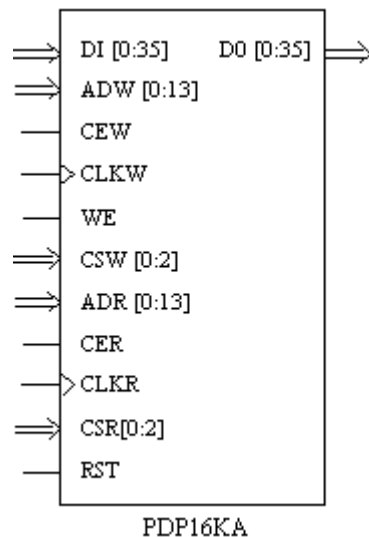 DI [0:35] D0 [0:35]
ADW [0:13]
CEW
CLKW
WE
CSW [0:2]
ADR [0:13]
CER
CLKR
CSR[0:2]
RST
PDP16KA